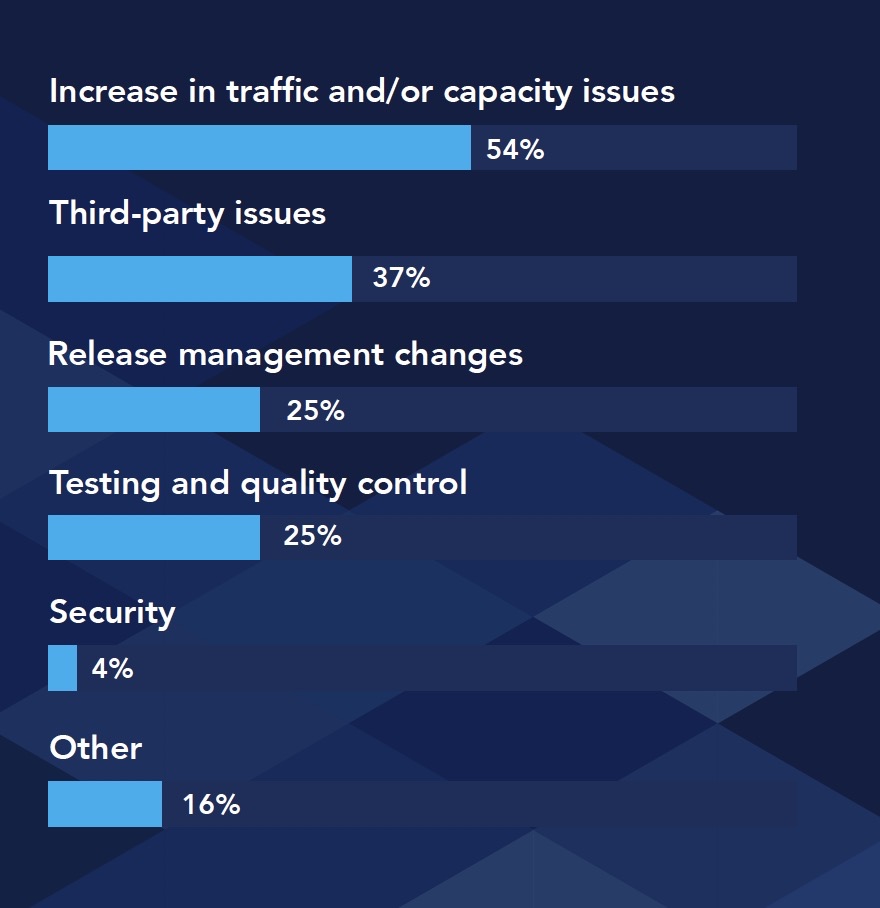 Increase in traffic and/or capacity issues
54%
Third-party issues
37%
Release management changes
25%
Testing and quality control
25%
Security
4%
Other
16%